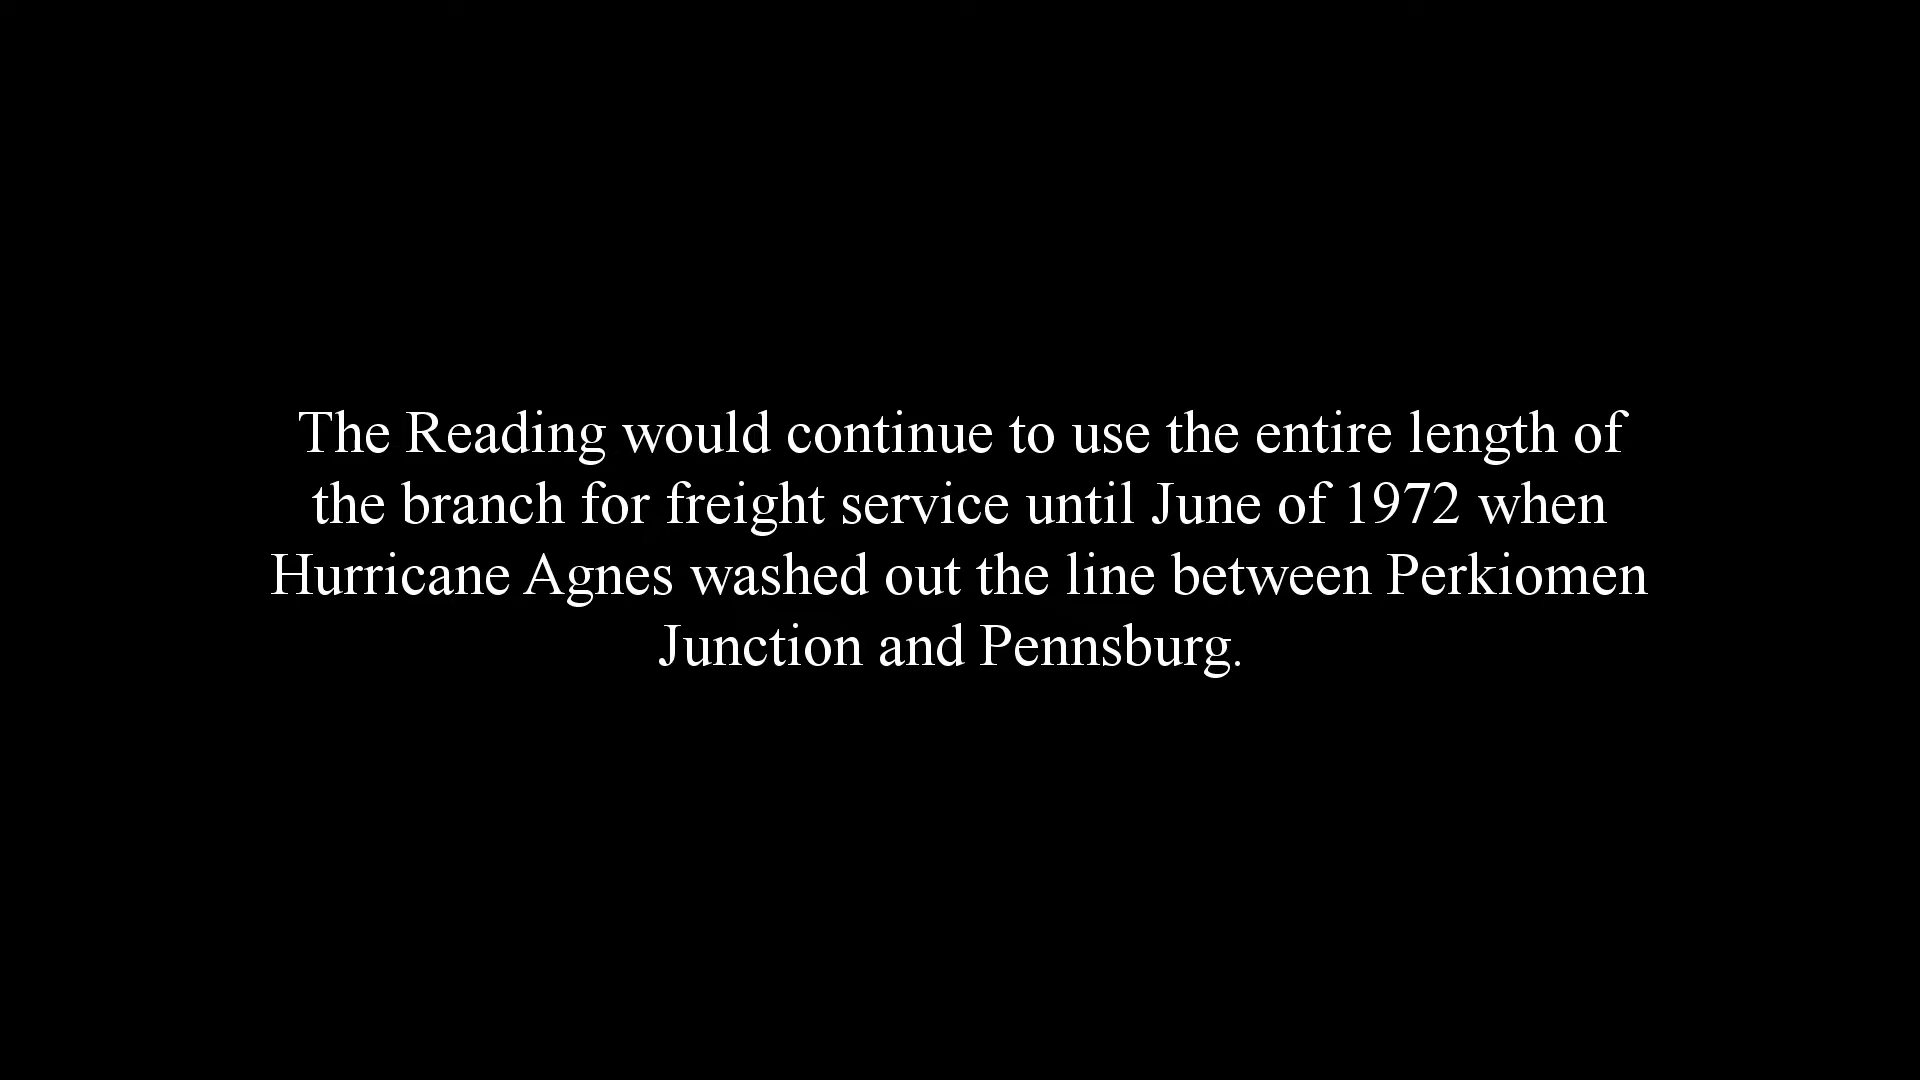 The Reading would continue to use the entire length of
the branch for freight service until June of 1972 when
Hurricane Agnes washed out the line between Perkiomen
Junction and Pennsburg.